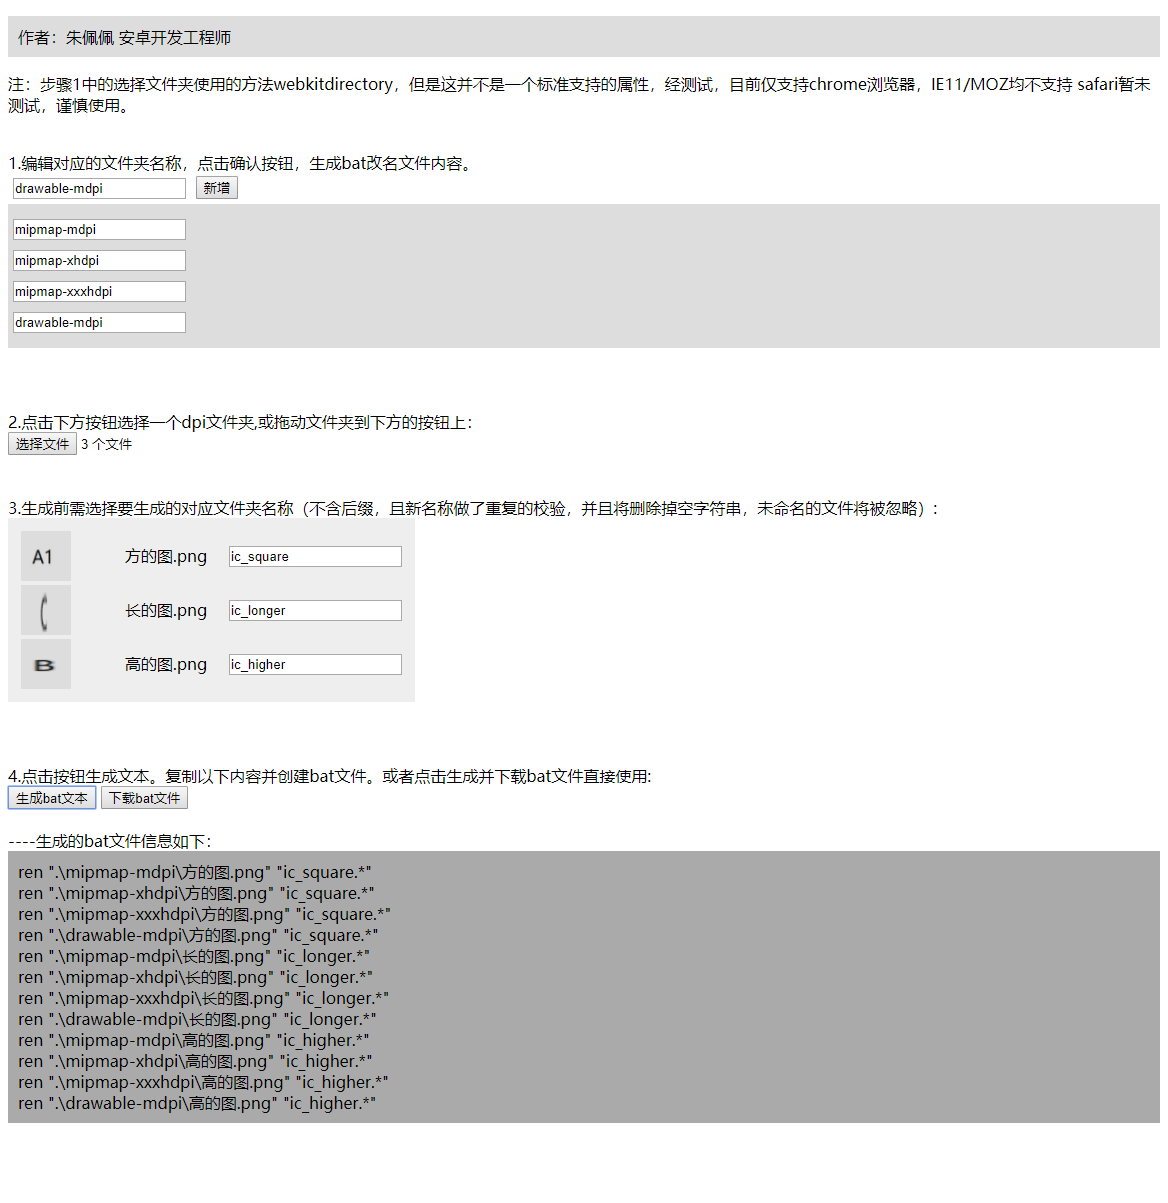 作者：朱佩佩 安卓开发工程师
注：步骤1中的选择文件夹使用的方法webkitdirectory，但是这并不是一个标准支持的属性，经测试，目前仅支持chrome浏览器，IE11/MOZ均不支持 safari暂未
测试，谨慎使用。
1.编辑对应的文件夹名称，点击确认按钮，生成bat改名文件内容。
drawable-mdpi 新增
mipmap-mdpi
mipmap-xhdpi
mipmap-xxxhdpi
drawable-mdpi
2.点击下方按钮选择一个dpi文件夹,或拖动文件夹到下方的按钮上：
选择文件 3 个文件
3.生成前需选择要生成的对应文件夹名称（不含后缀，且新名称做了重复的校验，并且将删除掉空字符串，未命名的文件将被忽略）:
A1 方的图.png ic_square
( 长的图.png ic_longer
B 高的图.png ic_higher
4.点击按钮生成文本。复制以下内容并创建bat文件。或者点击生成并下载bat文件直接使用:
生成bat文本 下载bat文件
----生成的bat文件信息如下：
ren ".\mipmap-mdpi\方的图.png" "ic_square.*"
ren ".\mipmap-xhdpi\方的图.png" "ic_square.*"
ren ".\mipmap-xxxhdpi\方的图.png" "ic_square.*"
ren ".\drawable-mdpi\方的图.png" "ic_square.*"
ren ".\mipmap-mdpi\长的图.png" "ic_longer.*"
ren ".\mipmap-xhdpi\长的图.png" "ic_longer.*"
ren ".\mipmap-xxxhdpi\长的图.png" "ic_longer.*"
ren ".\drawable-mdpi\长的图.png" "ic_longer.*"
ren ".\mipmap-mdpi\高的图.png" "ic_higher.*"
ren ".\mipmap-xhdpi\高的图.png" "ic_higher.*"
ren ".\mipmap-xxxhdpi\高的图.png" "ic_higher.*"
ren ".\drawable-mdpi\高的图.png" "ic_higher.*"